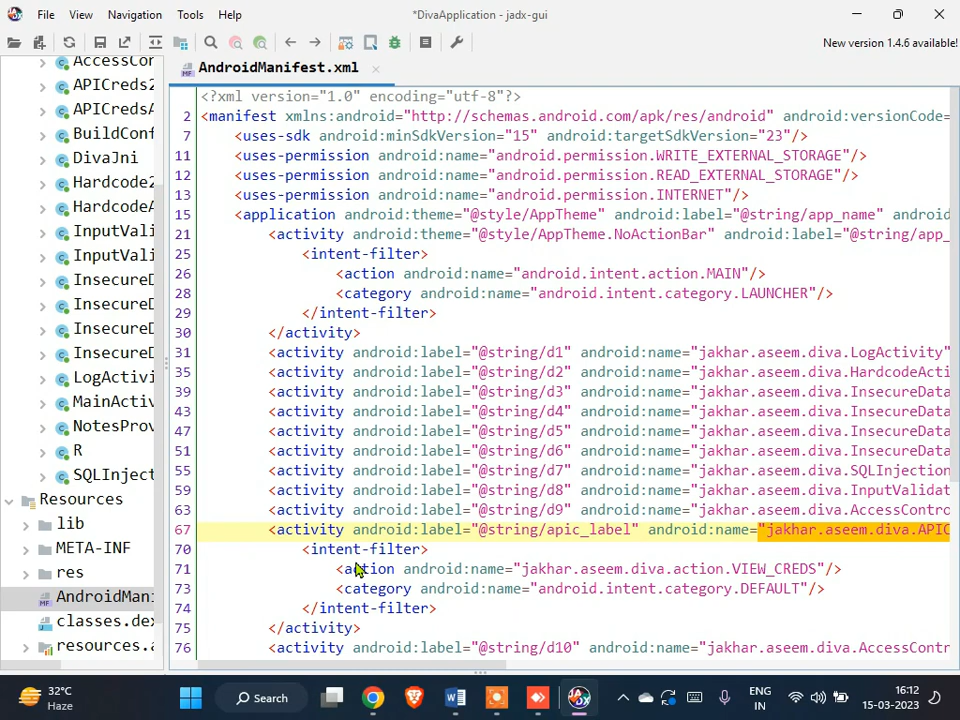 File View Navigation Tools Help *DivaApplication - jadx-gui
New version 1.4.6 available!
AccessCon
APICreds2
APICredsA
BuildConf
DivaJni
Hardcode2
HardcodeA
InputVali
InputVali
InsecureD
InsecureD
InsecureD
InsecureD
LogActivi
MainActiv
NotesProv
R
SQLInject
Resources
lib
META-INF
res
AndroidMani
classes.dex
resources.a
AndroidManifest.xml
<?xml version="1.0" encoding="utf-8"?>
2 <manifest xmlns:android="http://schemas.android.com/apk/res/android" android:versionCode=
7 <uses-sdk android:minSdkVersion="15" android:targetSdkVersion="23"/>
11 <uses-permission android:name="android.permission.WRITE_EXTERNAL_STORAGE"/>
12 <uses-permission android:name="android.permission.READ_EXTERNAL_STORAGE"/>
13 <uses-permission android:name="android.permission.INTERNET"/>
15 <application android:theme="@style/AppTheme" android:label="@string/app_name" android
21 <activity android:theme="@style/AppTheme.NoActionBar" android:label="@string/app_
25 <intent-filter>
26 <action android:name="android.intent.action.MAIN"/>
28 <category android:name="android.intent.category.LAUNCHER"/>
29 </intent-filter>
30 </activity>
31 <activity android:label="@string/d1" android:name="jakhar.aseem.diva.LogActivity"
35 <activity android:label="@string/d2" android:name="jakhar.aseem.diva.HardcodeActi
39 <activity android:label="@string/d3" android:name="jakhar.aseem.diva.InsecureData
43 <activity android:label="@string/d4" android:name="jakhar.aseem.diva.InsecureData
47 <activity android:label="@string/d5" android:name="jakhar.aseem.diva.InsecureData
51 <activity android:label="@string/d6" android:name="jakhar.aseem.diva.InsecureData
55 <activity android:label="@string/d7" android:name="jakhar.aseem.diva.SQLInjection
59 <activity android:label="@string/d8" android:name="jakhar.aseem.diva.InputValidat
63 <activity android:label="@string/d9" android:name="jakhar.aseem.diva.AccessContro
67 <activity android:label="@string/apic_label" android:name="jakhar.aseem.diva.APIC
70 <intent-filter>
71 <action android:name="jakhar.aseem.diva.action.VIEW_CREDS"/>
73 <category android:name="android.intent.category.DEFAULT"/>
74 </intent-filter>
75 </activity>
76 <activity android:label="@string/d10" android:name="jakhar.aseem.diva.AccessContr
32°C
Haze
Search
ENG
IN
16:12
15-03-2023